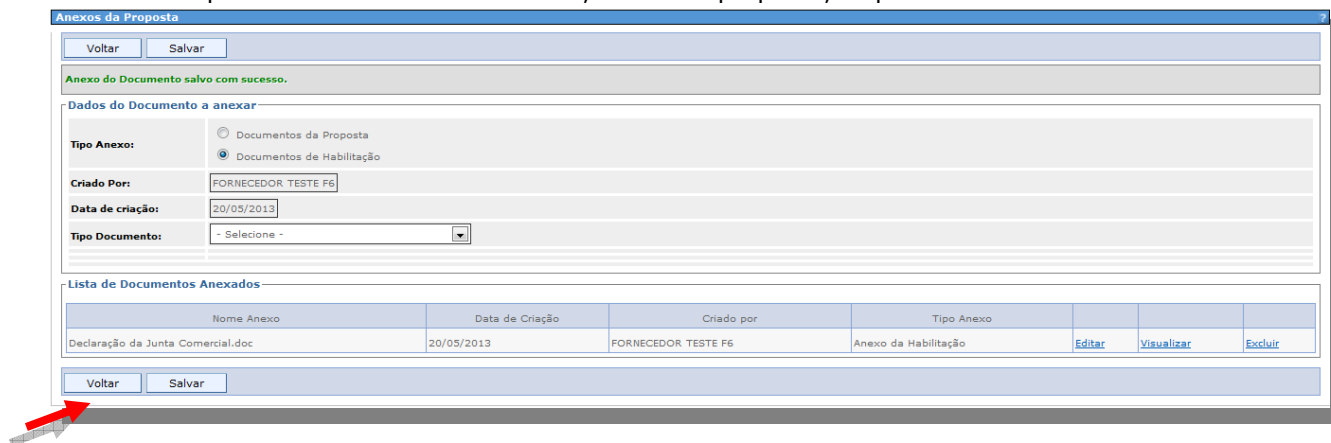 Anexos da Proposta ?
Voltar Salvar
Anexo do Documento salvo com sucesso.
Dados do Documento a anexar
Tipo Anexo:
Documentos da Proposta
Documentos de Habilitação
Criado Por: FORNECEDOR TESTE F6
Data de criação: 20/05/2013
Tipo Documento: - Selecione -
Lista de Documentos Anexados
Nome Anexo Data de Criação Criado por Tipo Anexo
Declaração da Junta Comercial.doc 20/05/2013 FORNECEDOR TESTE F6 Anexo da Habilitação Editar Visualizar Excluir
Voltar Salvar